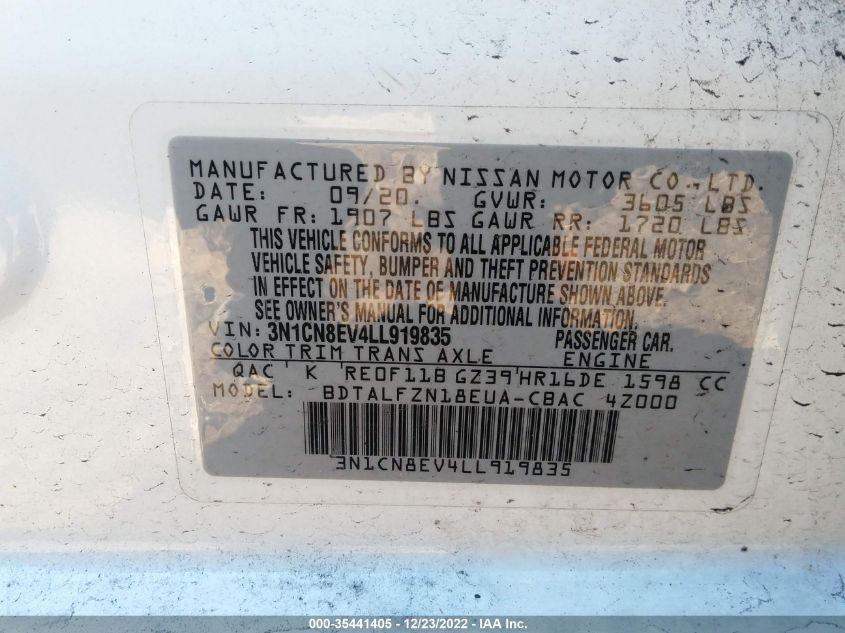 MANUFACTURED BY NISSAN MOTOR CO., LTD.
DATE: 09/20. GVWR: 3605 LBS
GAWR FR: 1907 LBS GAWR RR: 1720 LBS
THIS VEHICLE CONFORMS TO ALL APPLICABLE FEDERAL MOTOR
VEHICLE SAFETY, BUMPER AND THEFT PREVENTION STANDARDS
IN EFFECT ON THE DATE OF MANUFACTURE SHOWN ABOVE.
SEE OWNER'S MANUAL FOR ADDITIONAL INFORMATION.
VIN: 3N1CN8EV4LL919835 PASSENGER CAR.
COLOR TRIM TRANS AXLE ENGINE
QAC K RE0F11B GZ39 HR16DE 1598 CC
MODEL: BDTALFZN18EUA-CBAC 4Z000
3N1CN8EV4LL919835
000-35441405 - 12/23/2022 - IAA Inc.